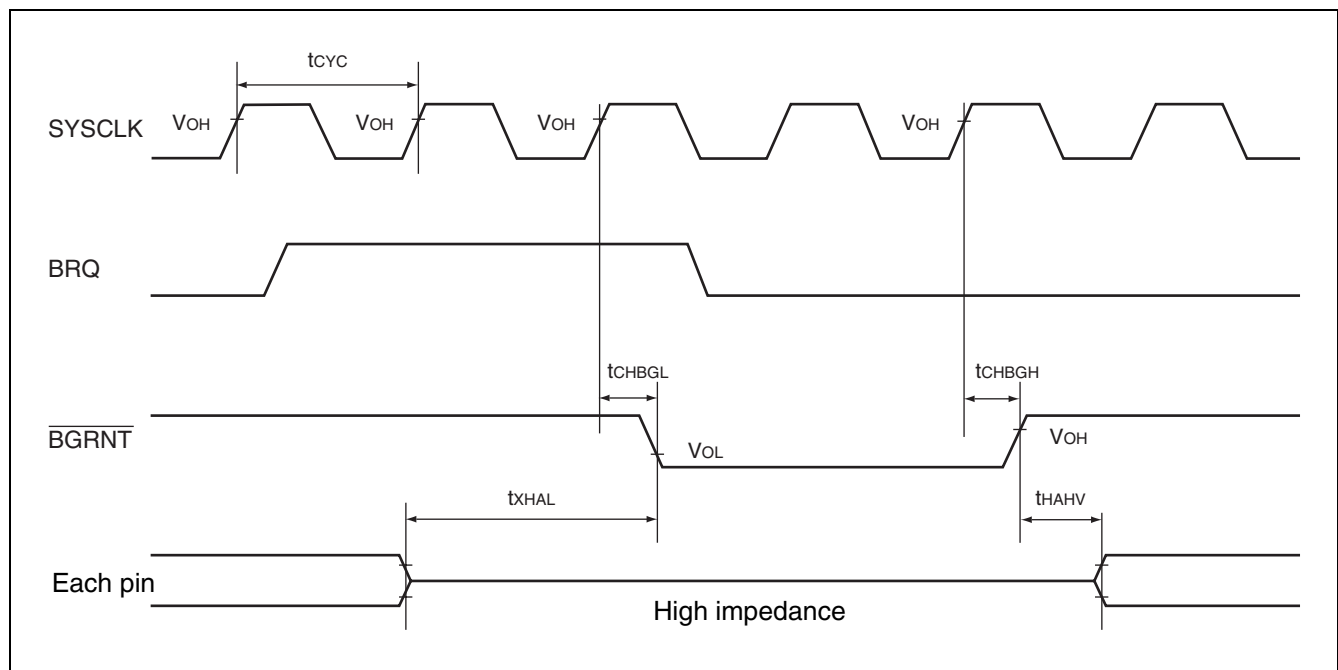 tCYC
SYSCLK VOH VOH VOH VOH
BRQ
tCHBGL tCHBGH
BGRNT VOL VOH
tXHAL tHAHV
Each pin High impedance